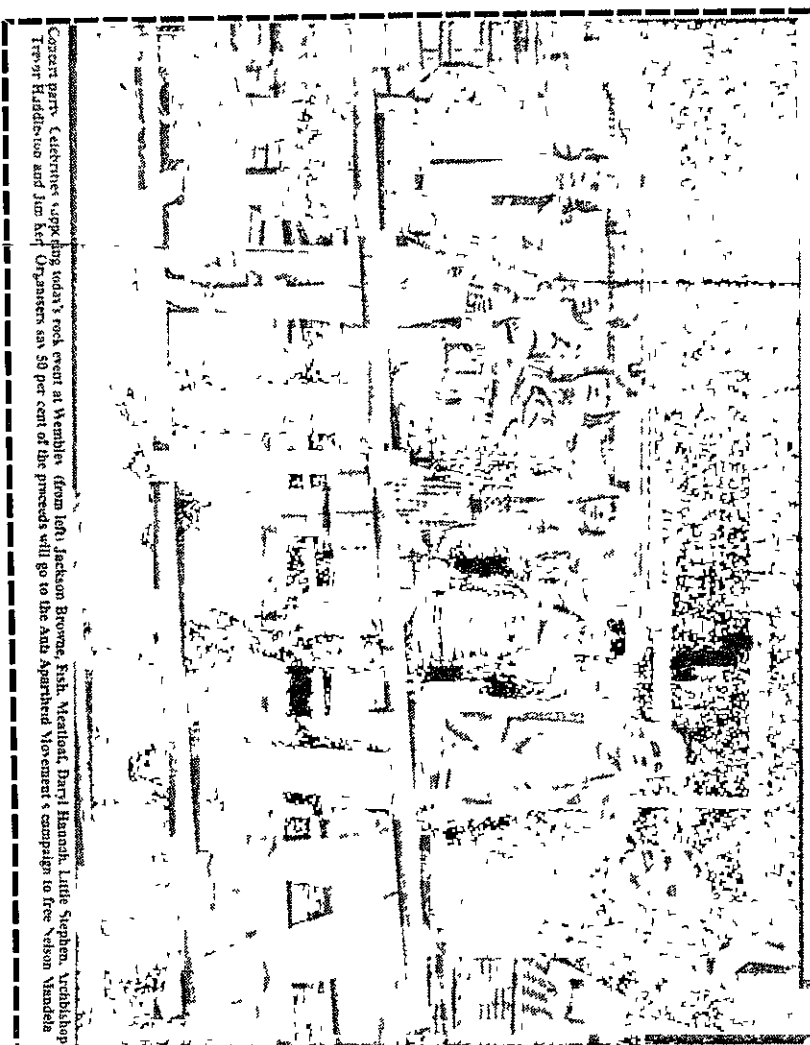 Concert party Celebrities supporting today's rock event at Wembley (from left) Jackson Browne, Fish, Meatloaf, Daryl Hannah, Little Stephen, Archbishop
Trevor Huddleston and Jim Kerr Organisers say 50 per cent of the proceeds will go to the Anti Apartheid Movement s campaign to free Nelson Mandela